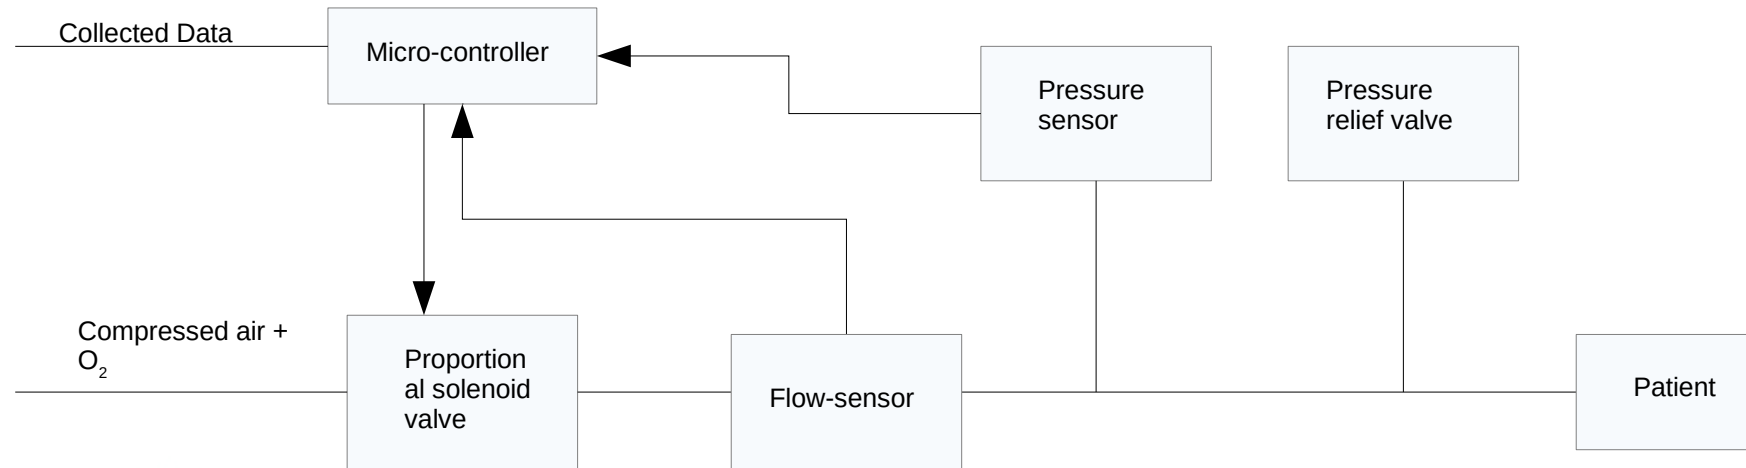 Collected Data
Micro-controller
Pressure
sensor
Pressure
relief valve
Compressed air +
O₂
Proportion
al solenoid
valve
Flow-sensor
Patient